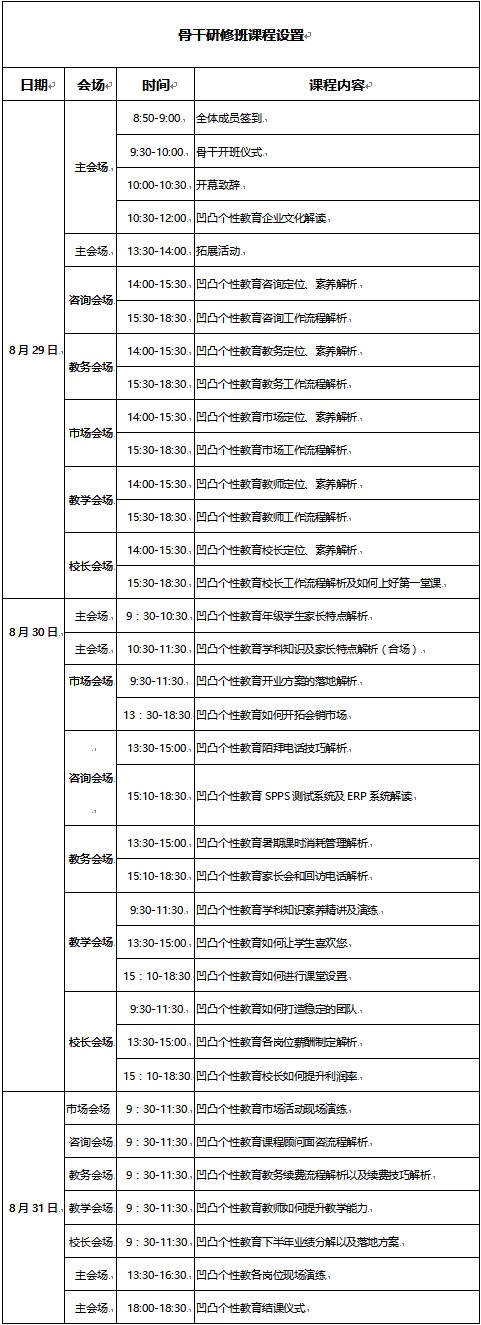 骨干研修班课程设置
日期 会场 时间 课程内容
8月29日 主会场 8:50-9:00 全体成员签到
9:30-10:00 骨干开班仪式
10:00-10:30 开幕致辞
10:30-12:00 凹凸个性教育企业文化解读
主会场 13:30-14:00 拓展活动
咨询会场 14:00-15:30 凹凸个性教育咨询定位、素养解析
15:30-18:30 凹凸个性教育咨询工作流程解析
教务会场 14:00-15:30 凹凸个性教育教务定位、素养解析
15:30-18:30 凹凸个性教育教务工作流程解析
市场会场 14:00-15:30 凹凸个性教育市场定位、素养解析
15:30-18:30 凹凸个性教育市场工作流程解析
教学会场 14:00-15:30 凹凸个性教育教师定位、素养解析
15:30-18:30 凹凸个性教育教师工作流程解析
校长会场 14:00-15:30 凹凸个性教育校长定位、素养解析
15:30-18:30 凹凸个性教育校长工作流程解析及如何上好第一堂课
8月30日 主会场 9：30-10:30 凹凸个性教育年级学生家长特点解析
主会场 10:30-11:30 凹凸个性教育学科知识及家长特点解析（合场）
市场会场 9:30-11:30 凹凸个性教育开业方案的落地解析
13：30-18:30 凹凸个性教育如何开拓会销市场
咨询会场 13:30-15:00 凹凸个性教育陌拜电话技巧解析
15:10-18:30 凹凸个性教育 SPPS 测试系统及 ERP 系统解读
教务会场 13:30-15:00 凹凸个性教育暑期课时消耗管理解析
15:10-18:30 凹凸个性教育家长会和回访电话解析
教学会场 9:30-11:30 凹凸个性教育学科知识素养精讲及演练
13:30-15:00 凹凸个性教育如何让学生喜欢您
15：10-18:30 凹凸个性教育如何进行课堂设置
校长会场 9:30-11:30 凹凸个性教育如何打造稳定的团队
13:30-15:00 凹凸个性教育各岗位薪酬制定解析
15：10-18:30 凹凸个性教育校长如何提升利润率
8月31日 市场会场 9：30-11:30 凹凸个性教育市场活动现场演练
咨询会场 9：30-11:30 凹凸个性教育课程顾问面咨流程解析
教务会场 9：30-11:30 凹凸个性教育教务续费流程解析以及续费技巧解析
教学会场 9：30-11:30 凹凸个性教育教师如何提升教学能力
校长会场 9：30-11:30 凹凸个性教育下半年业绩分解以及落地方案
主会场 13:30-16:30 凹凸个性教各岗位现场演练
主会场 18:00-18:30 凹凸个性教育结课仪式